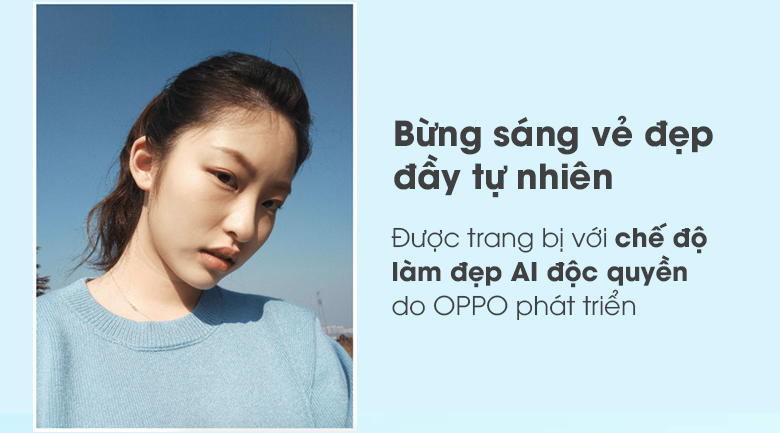 Bừng sáng vẻ đẹp
đầy tự nhiên
Được trang bị với chế độ
làm đẹp AI độc quyền
do OPPO phát triển